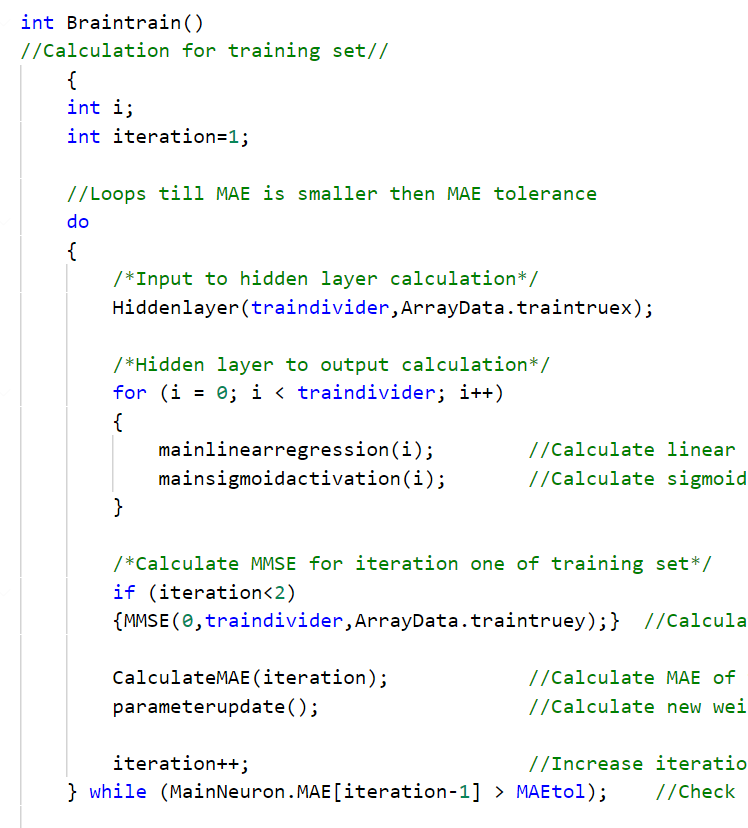 int Braintrain()
//Calculation for training set//
{
int i;
int iteration=1;
//Loops till MAE is smaller then MAE tolerance
do
{
/*Input to hidden layer calculation*/
Hiddenlayer(traindivider,ArrayData.traintruex);
/*Hidden layer to output calculation*/
for (i = 0; i < traindivider; i++)
{
mainlinearregression(i); //Calculate linear
mainsigmoidactivation(i); //Calculate sigmoid
}
/*Calculate MMSE for iteration one of training set*/
if (iteration<2)
{MMSE(0,traindivider,ArrayData.traintruey);} //Calcula
CalculateMAE(iteration); //Calculate MAE of
parameterupdate(); //Calculate new wei
iteration++; //Increase iteratio
} while (MainNeuron.MAE[iteration-1] > MAEtol); //Check